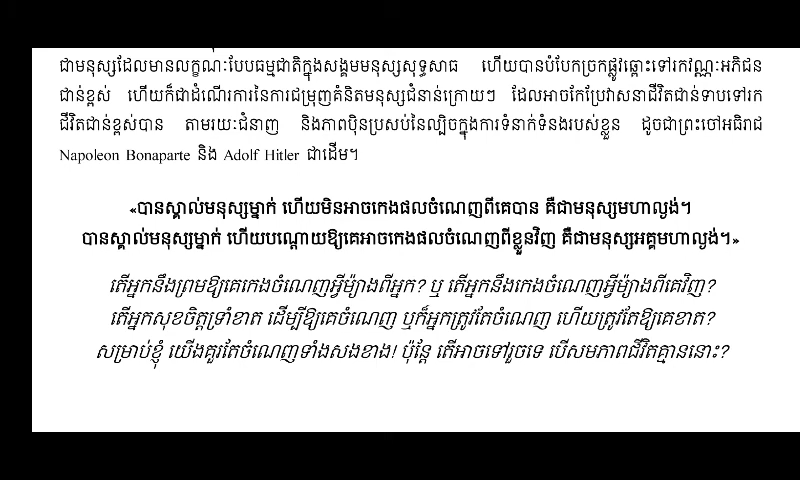 ជាមនុស្សដែលមានលក្ខណៈបែបធម្មជាតិក្នុងសង្គមមនុស្សសុទ្ធសាធ ហើយបានបំបែកច្រកផ្លូវឆ្ពោះទៅរកវណ្ណៈអភិជន
ជាន់ខ្ពស់ ហើយក៏ជាដំណើរការនៃការជម្រុញគំនិតមនុស្សជំនាន់ក្រោយៗ ដែលអាចកែប្រែវាសនាជីវិតជាន់ទាបទៅរក
ជីវិតជាន់ខ្ពស់បាន តាមរយៈជំនាញ និងភាពប៉ិនប្រសប់នៃល្បិចក្នុងការទំនាក់ទំនងរបស់ខ្លួន ដូចជាព្រះចៅអធិរាជ
Napoleon Bonaparte និង Adolf Hitler ជាដើម។
«បានស្គាល់មនុស្សម្នាក់ ហើយមិនអាចកេងផលចំណេញពីគេបាន គឺជាមនុស្សមហាល្ងង់។
បានស្គាល់មនុស្សម្នាក់ ហើយបណ្តោយឱ្យគេអាចកេងផលចំណេញពីខ្លួនវិញ គឺជាមនុស្សអគ្គមហាល្ងង់។»
តើអ្នកនឹងព្រមឱ្យគេកេងចំណេញអ្វីម៉្យាងពីអ្នក? ឬ តើអ្នកនឹងកេងចំណេញអ្វីម៉្យាងពីគេវិញ?
តើអ្នកសុខចិត្តទ្រាំខាត ដើម្បីឱ្យគេចំណេញ ឬក៏អ្នកត្រូវតែចំណេញ ហើយត្រូវតែឱ្យគេខាត?
សម្រាប់ខ្ញុំ យើងគួរតែចំណេញទាំងសងខាង! ប៉ុន្តែ តើអាចទៅរួចទេ បើសមភាពជីវិតគ្មាននោះ?